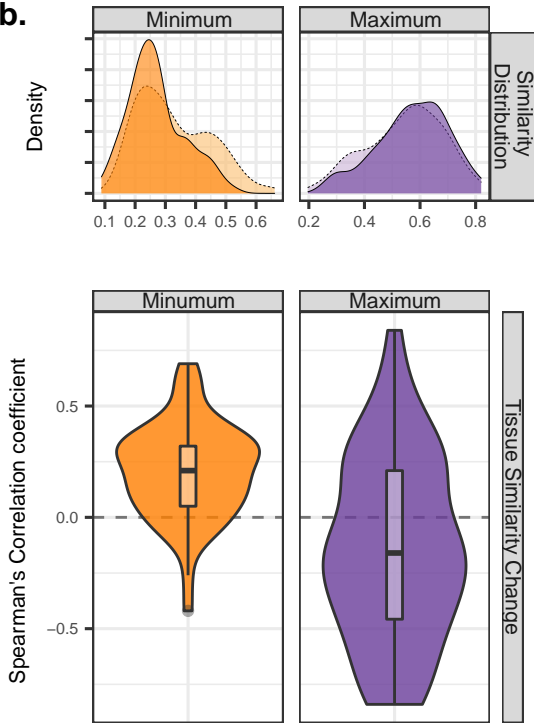 b.
Minimum
Maximum
Density
Similarity
Distribution
0.1 0.2 0.3 0.4 0.5 0.6
0.2 0.4 0.6 0.8
Minumum
Maximum
Spearman's Correlation coefficient
0.5
0.0
−0.5
Tissue Similarity Change